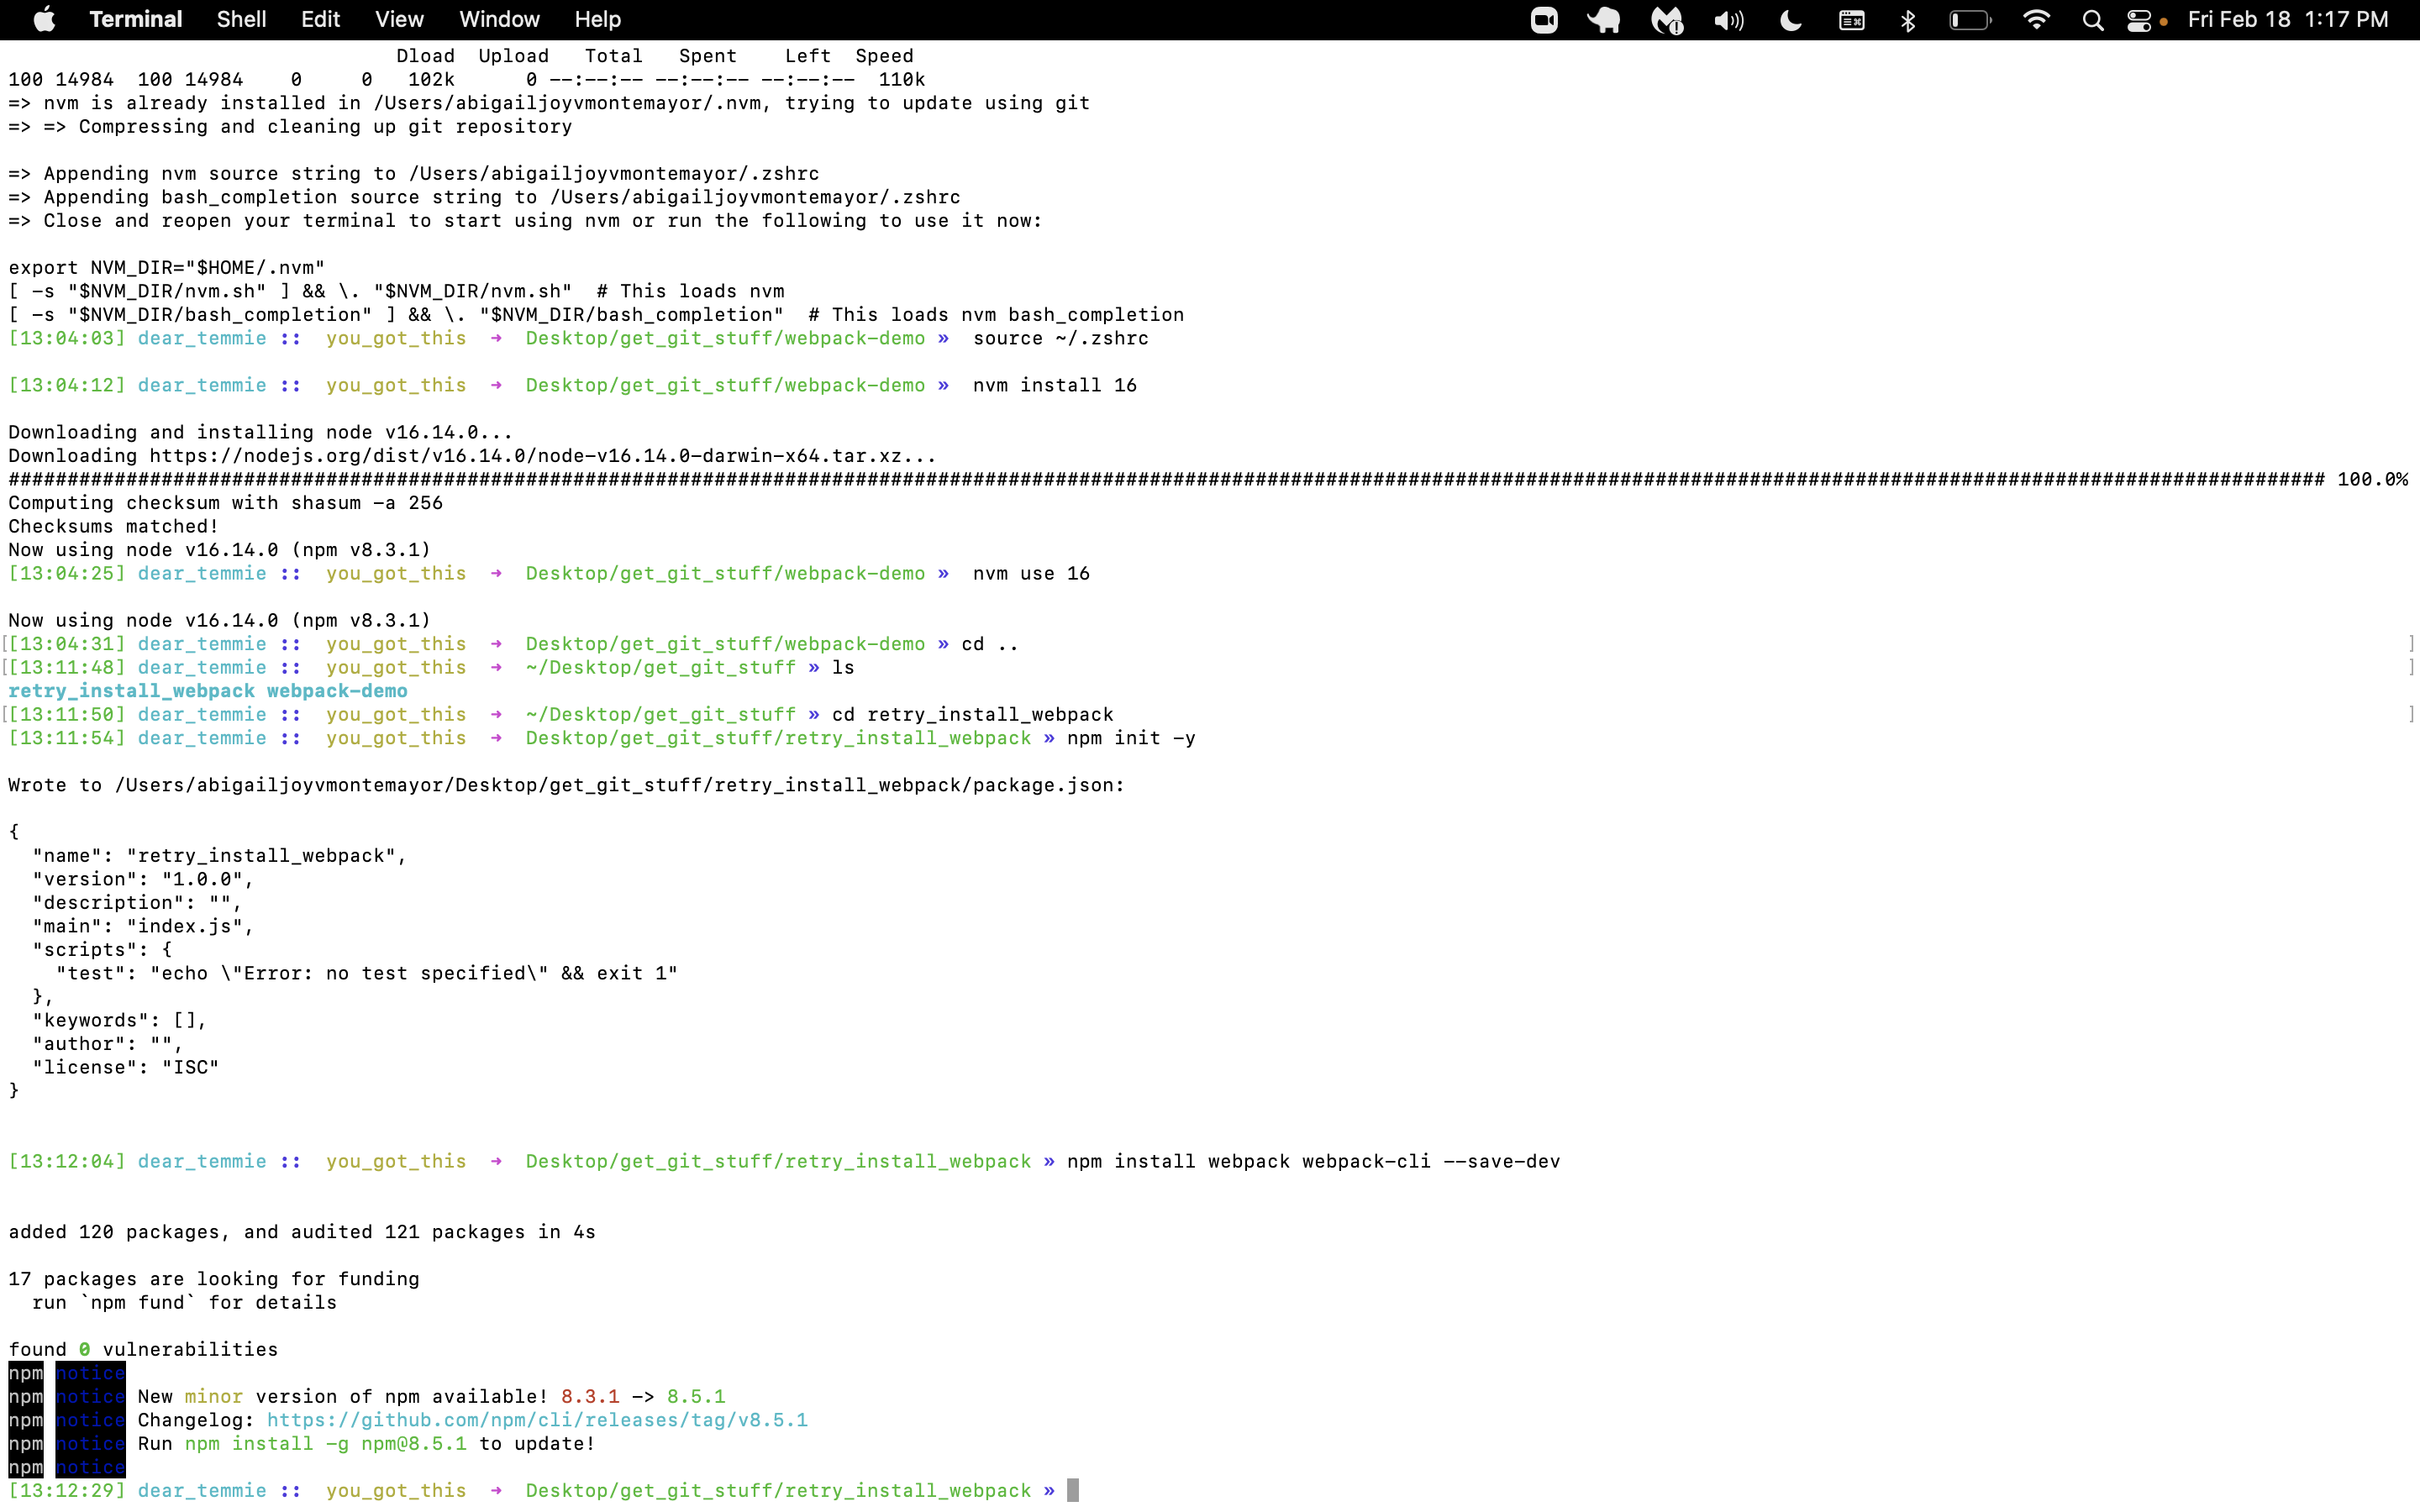 Terminal Shell Edit View Window Help Fri Feb 18 1:17 PM
Dload Upload Total Spent Left Speed
100 14984 100 14984 0 0 102k 0 --:--:-- --:--:-- --:--:-- 110k
=> nvm is already installed in /Users/abigailjoyvmontemayor/.nvm, trying to update using git
=> => Compressing and cleaning up git repository
=> Appending nvm source string to /Users/abigailjoyvmontemayor/.zshrc
=> Appending bash_completion source string to /Users/abigailjoyvmontemayor/.zshrc
=> Close and reopen your terminal to start using nvm or run the following to use it now:
export NVM_DIR="$HOME/.nvm"
[ -s "$NVM_DIR/nvm.sh" ] && \. "$NVM_DIR/nvm.sh"  # This loads nvm
[ -s "$NVM_DIR/bash_completion" ] && \. "$NVM_DIR/bash_completion"  # This loads nvm bash_completion
[13:04:03] dear_temmie ::  you_got_this  →  Desktop/get_git_stuff/webpack-demo »  source ~/.zshrc
[13:04:12] dear_temmie ::  you_got_this  →  Desktop/get_git_stuff/webpack-demo »  nvm install 16
Downloading and installing node v16.14.0...
Downloading https://nodejs.org/dist/v16.14.0/node-v16.14.0-darwin-x64.tar.xz...
##################################################################################################################################################################################################### 100.0%
Computing checksum with shasum -a 256
Checksums matched!
Now using node v16.14.0 (npm v8.3.1)
[13:04:25] dear_temmie ::  you_got_this  →  Desktop/get_git_stuff/webpack-demo »  nvm use 16
Now using node v16.14.0 (npm v8.3.1)
[[13:04:31] dear_temmie ::  you_got_this  →  Desktop/get_git_stuff/webpack-demo » cd .. ]
[[13:11:48] dear_temmie ::  you_got_this  →  ~/Desktop/get_git_stuff » ls ]
retry_install_webpack webpack-demo
[[13:11:50] dear_temmie ::  you_got_this  →  ~/Desktop/get_git_stuff » cd retry_install_webpack ]
[13:11:54] dear_temmie ::  you_got_this  →  Desktop/get_git_stuff/retry_install_webpack » npm init -y
Wrote to /Users/abigailjoyvmontemayor/Desktop/get_git_stuff/retry_install_webpack/package.json:
{
  "name": "retry_install_webpack",
  "version": "1.0.0",
  "description": "",
  "main": "index.js",
  "scripts": {
    "test": "echo \"Error: no test specified\" && exit 1"
  },
  "keywords": [],
  "author": "",
  "license": "ISC"
}
[13:12:04] dear_temmie ::  you_got_this  →  Desktop/get_git_stuff/retry_install_webpack » npm install webpack webpack-cli --save-dev
added 120 packages, and audited 121 packages in 4s
17 packages are looking for funding
  run `npm fund` for details
found 0 vulnerabilities
npm notice
npm notice New minor version of npm available! 8.3.1 -> 8.5.1
npm notice Changelog: https://github.com/npm/cli/releases/tag/v8.5.1
npm notice Run npm install -g npm@8.5.1 to update!
npm notice
[13:12:29] dear_temmie ::  you_got_this  →  Desktop/get_git_stuff/retry_install_webpack »